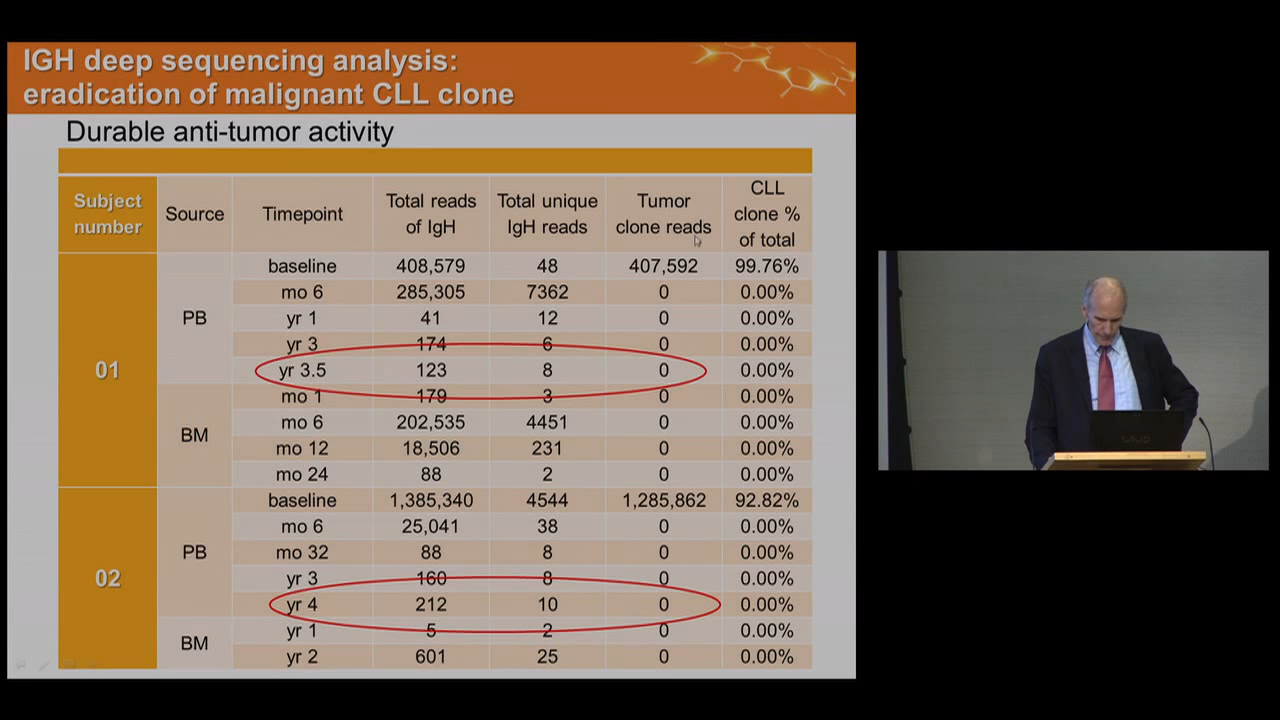 IGH deep sequencing analysis:
eradication of malignant CLL clone
Durable anti-tumor activity
Subject number Source Timepoint Total reads of IgH Total unique IgH reads Tumor clone reads CLL clone % of total
01 PB baseline 408,579 48 407,592 99.76%
mo 6 285,305 7362 0 0.00%
yr 1 41 12 0 0.00%
yr 3 174 6 0 0.00%
yr 3.5 123 8 0 0.00%
BM mo 1 179 3 0 0.00%
mo 6 202,535 4451 0 0.00%
mo 12 18,506 231 0 0.00%
mo 24 88 2 0 0.00%
02 PB baseline 1,385,340 4544 1,285,862 92.82%
mo 6 25,041 38 0 0.00%
mo 32 88 8 0 0.00%
yr 3 160 8 0 0.00%
yr 4 212 10 0 0.00%
BM yr 1 5 2 0 0.00%
yr 2 601 25 0 0.00%
VAIO